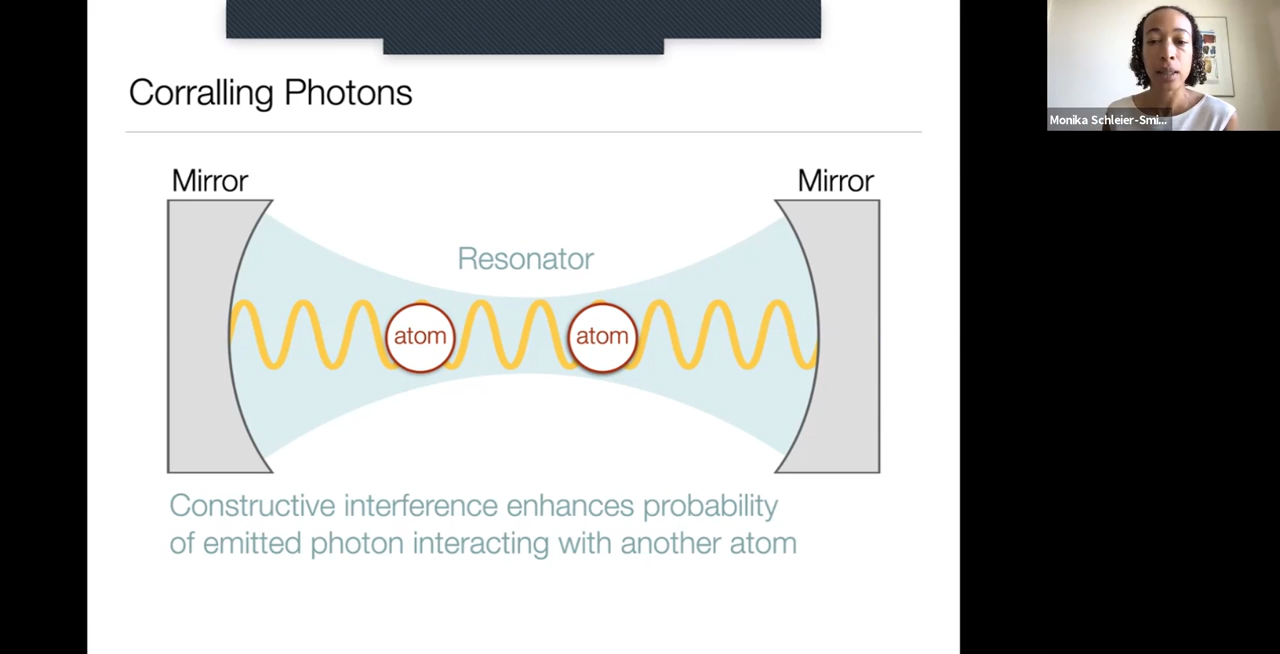 Corralling Photons
Monika Schleier-Smi...
Mirror
Mirror
Resonator
atom
atom
Constructive interference enhances probability
of emitted photon interacting with another atom